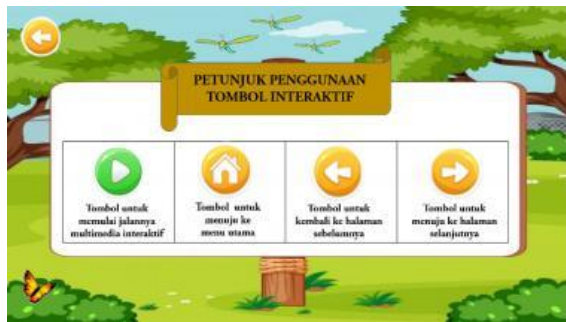 PETUNJUK PENGGUNAAN
TOMBOL INTERAKTIF
Tombol untuk
memulai jalannya
multimedia interaktif
Tombol untuk
menuju ke
menu utama
Tombol untuk
kembali ke halaman
sebelumnya
Tombol untuk
menuju ke halaman
selanjutnya